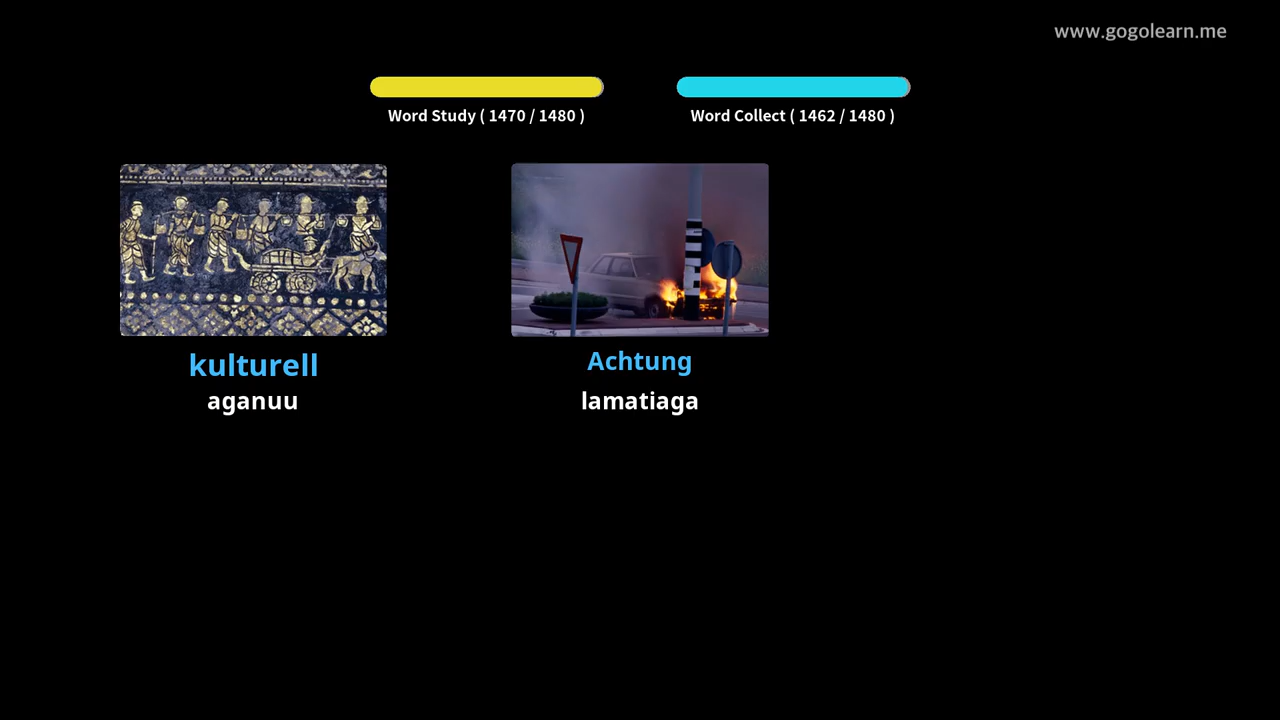 www.gogolearn.me
Word Study ( 1470 / 1480 )
Word Collect ( 1462 / 1480 )
kulturell
aganuu
Achtung
lamatiaga